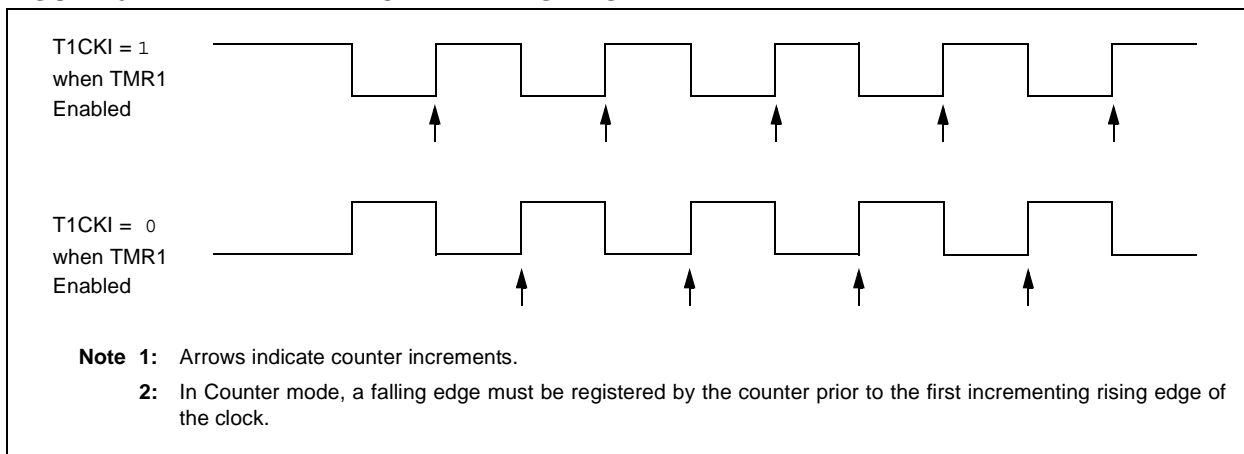 T1CKI = 1
when TMR1
Enabled
T1CKI = 0
when TMR1
Enabled
Note 1: Arrows indicate counter increments.
2: In Counter mode, a falling edge must be registered by the counter prior to the first incrementing rising edge of
the clock.